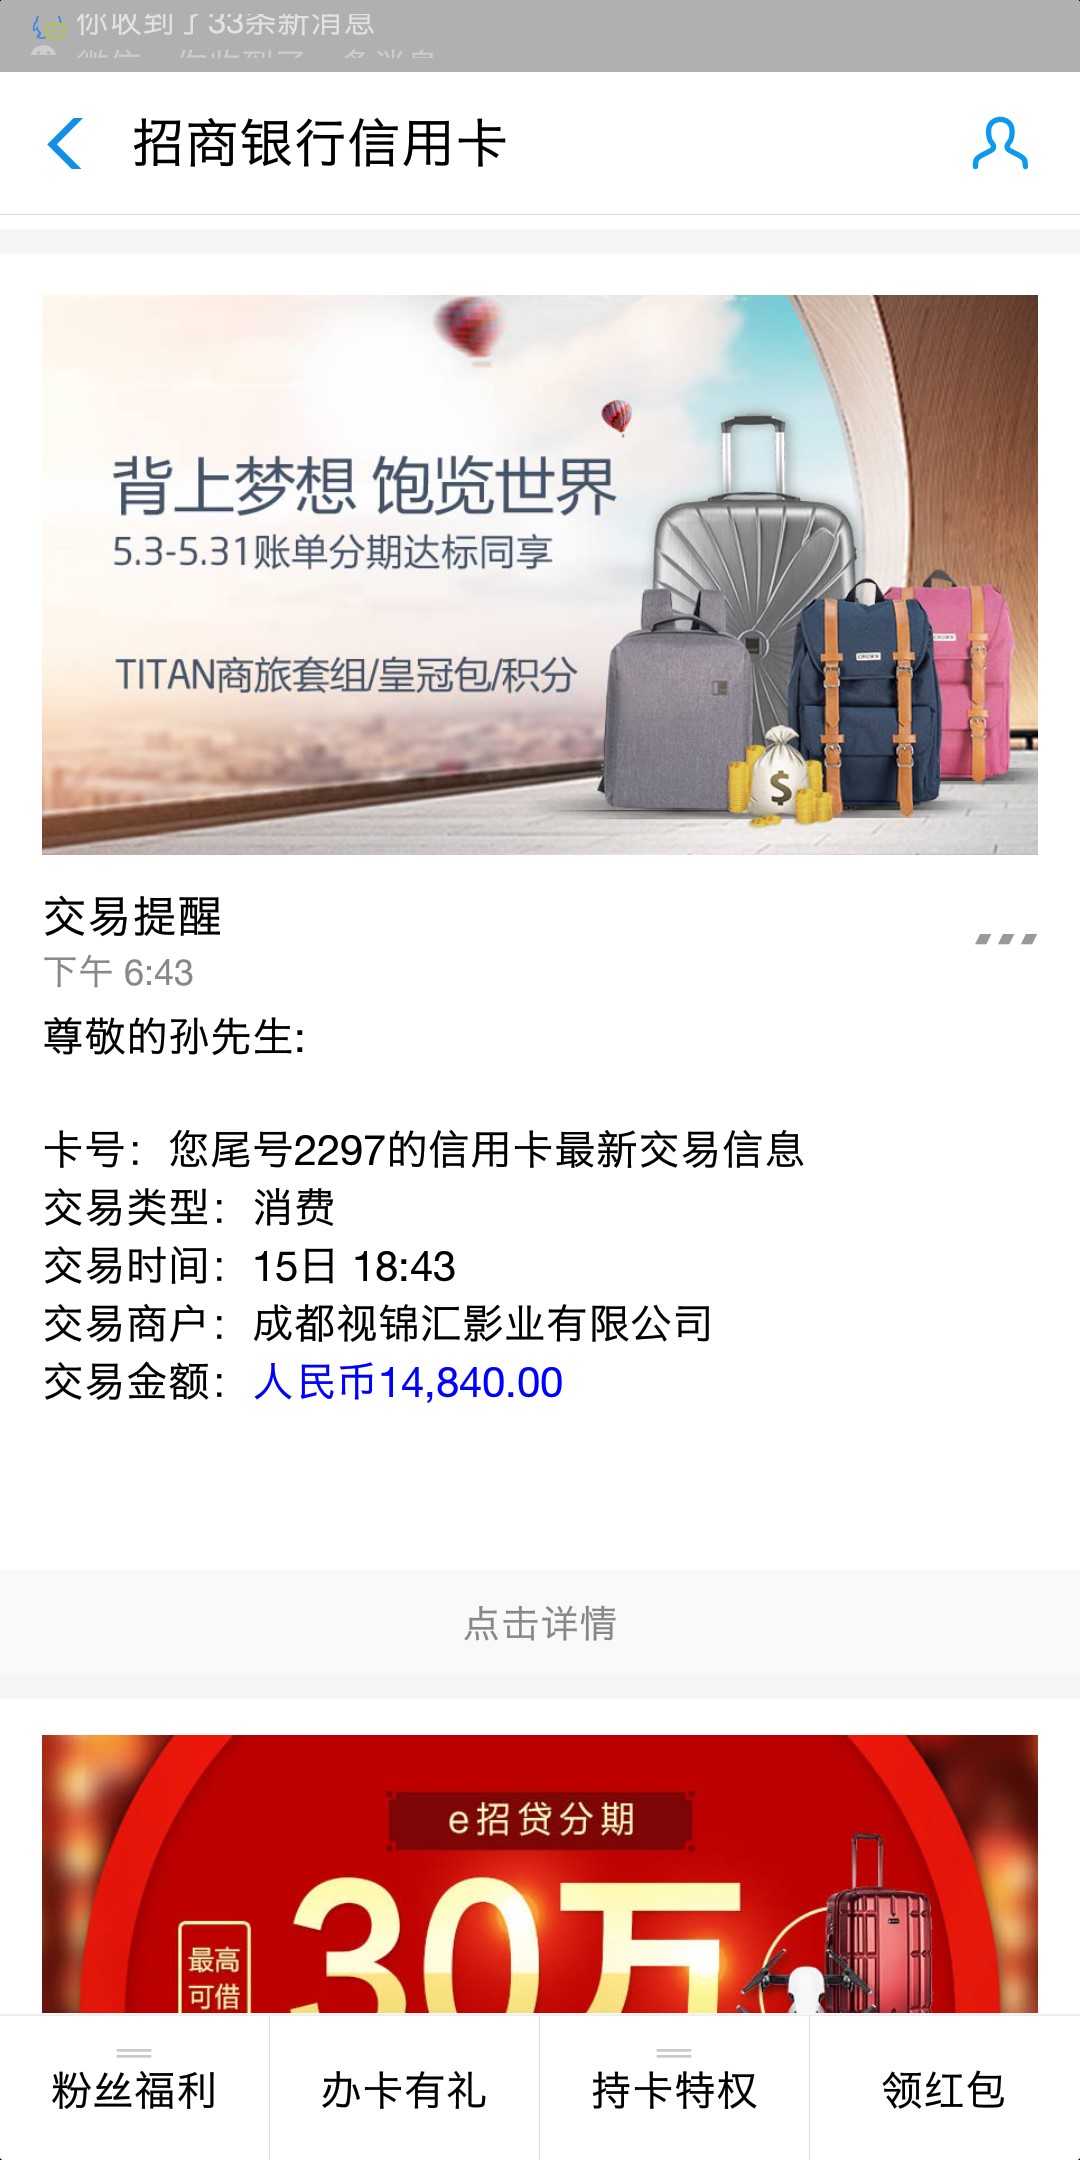 你收到了33条新消息
招商银行信用卡
背上梦想 饱览世界
5.3-5.31账单分期达标同享
TITAN商旅套组/皇冠包/积分
CROWN
CROWN
$
交易提醒
下午 6:43
尊敬的孙先生:
卡号：您尾号2297的信用卡最新交易信息
交易类型：消费
交易时间：15日 18:43
交易商户：成都视锦汇影业有限公司
交易金额：人民币14,840.00
点击详情
e招贷分期
最高
可借
30万
粉丝福利
办卡有礼
持卡特权
领红包